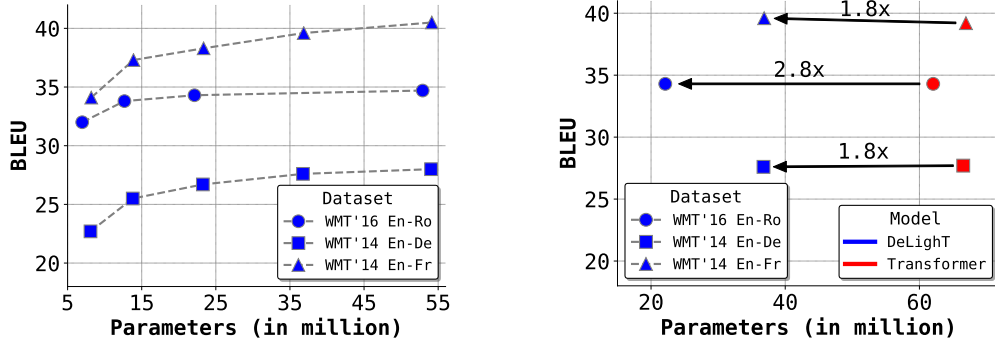 BLEU
40
35
30
25
20
5
15
25
35
45
55
Parameters (in million)
Dataset
WMT'16 En-Ro
WMT'14 En-De
WMT'14 En-Fr
BLEU
40
35
30
25
20
20
40
60
Parameters (in million)
1.8x
2.8x
1.8x
Dataset
WMT'16 En-Ro
WMT'14 En-De
WMT'14 En-Fr
Model
DeLighT
Transformer